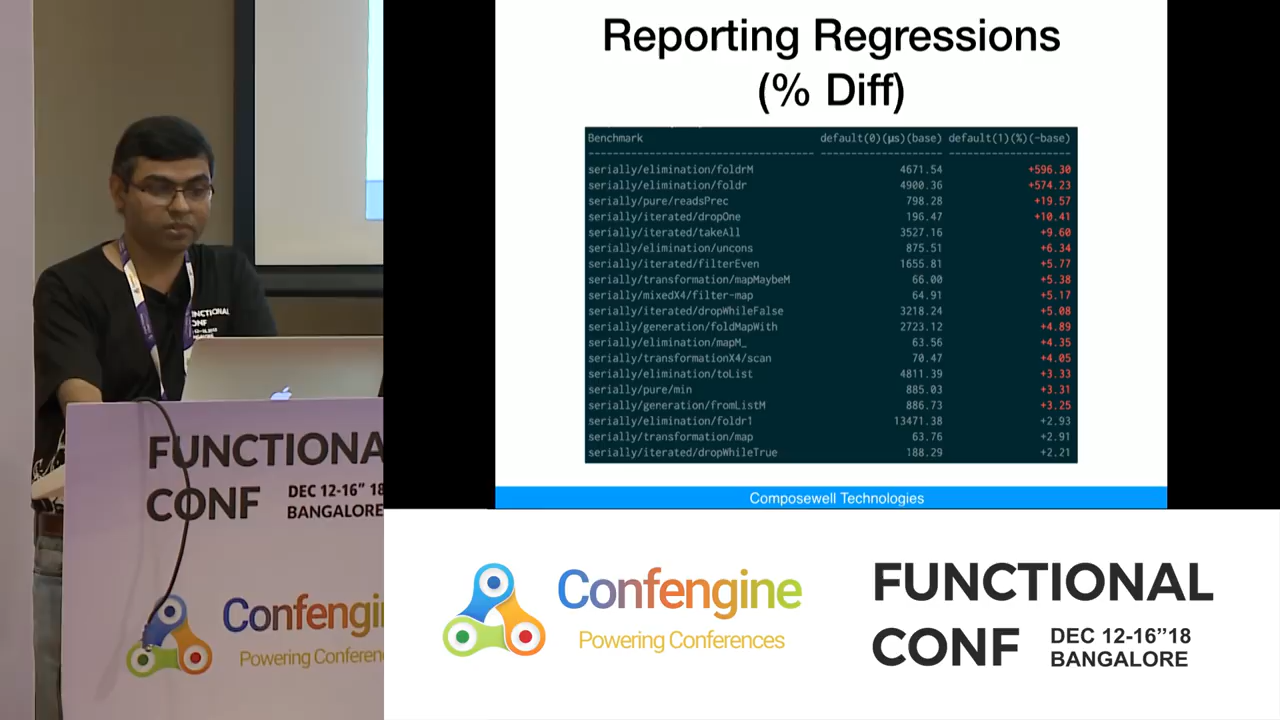 Reporting Regressions
(% Diff)
Benchmark default(0)(μs)(base) default(1)(%)(-base)
serially/elimination/foldrM 4671.54 +596.30
serially/elimination/foldr 4900.36 +574.23
serially/pure/readsPrec 798.28 +19.57
serially/iterated/dropOne 196.47 +10.41
serially/iterated/takeAll 3527.16 +9.60
serially/elimination/uncons 875.51 +6.34
serially/iterated/filterEven 1655.81 +5.77
serially/transformation/mapMaybeM 66.00 +5.38
serially/mixedX4/filter-map 64.91 +5.17
serially/iterated/dropWhileFalse 3218.24 +5.08
serially/generation/foldMapWith 2723.12 +4.89
serially/elimination/mapM_ 63.56 +4.35
serially/transformationX4/scan 70.47 +4.05
serially/elimination/toList 4811.39 +3.33
serially/pure/min 885.03 +3.31
serially/generation/fromListM 886.73 +3.25
serially/elimination/foldr1 13471.38 +2.93
serially/transformation/map 63.76 +2.91
serially/iterated/dropWhileTrue 188.29 +2.21
Composewell Technologies
NCTIONAL
ONF
FUNCTIONA
CONF DEC 12-16" 18
BANGALORE
Confengine
Powering Conferen
Confengine
Powering Conferences
FUNCTIONAL
CONF DEC 12-16"18
BANGALORE